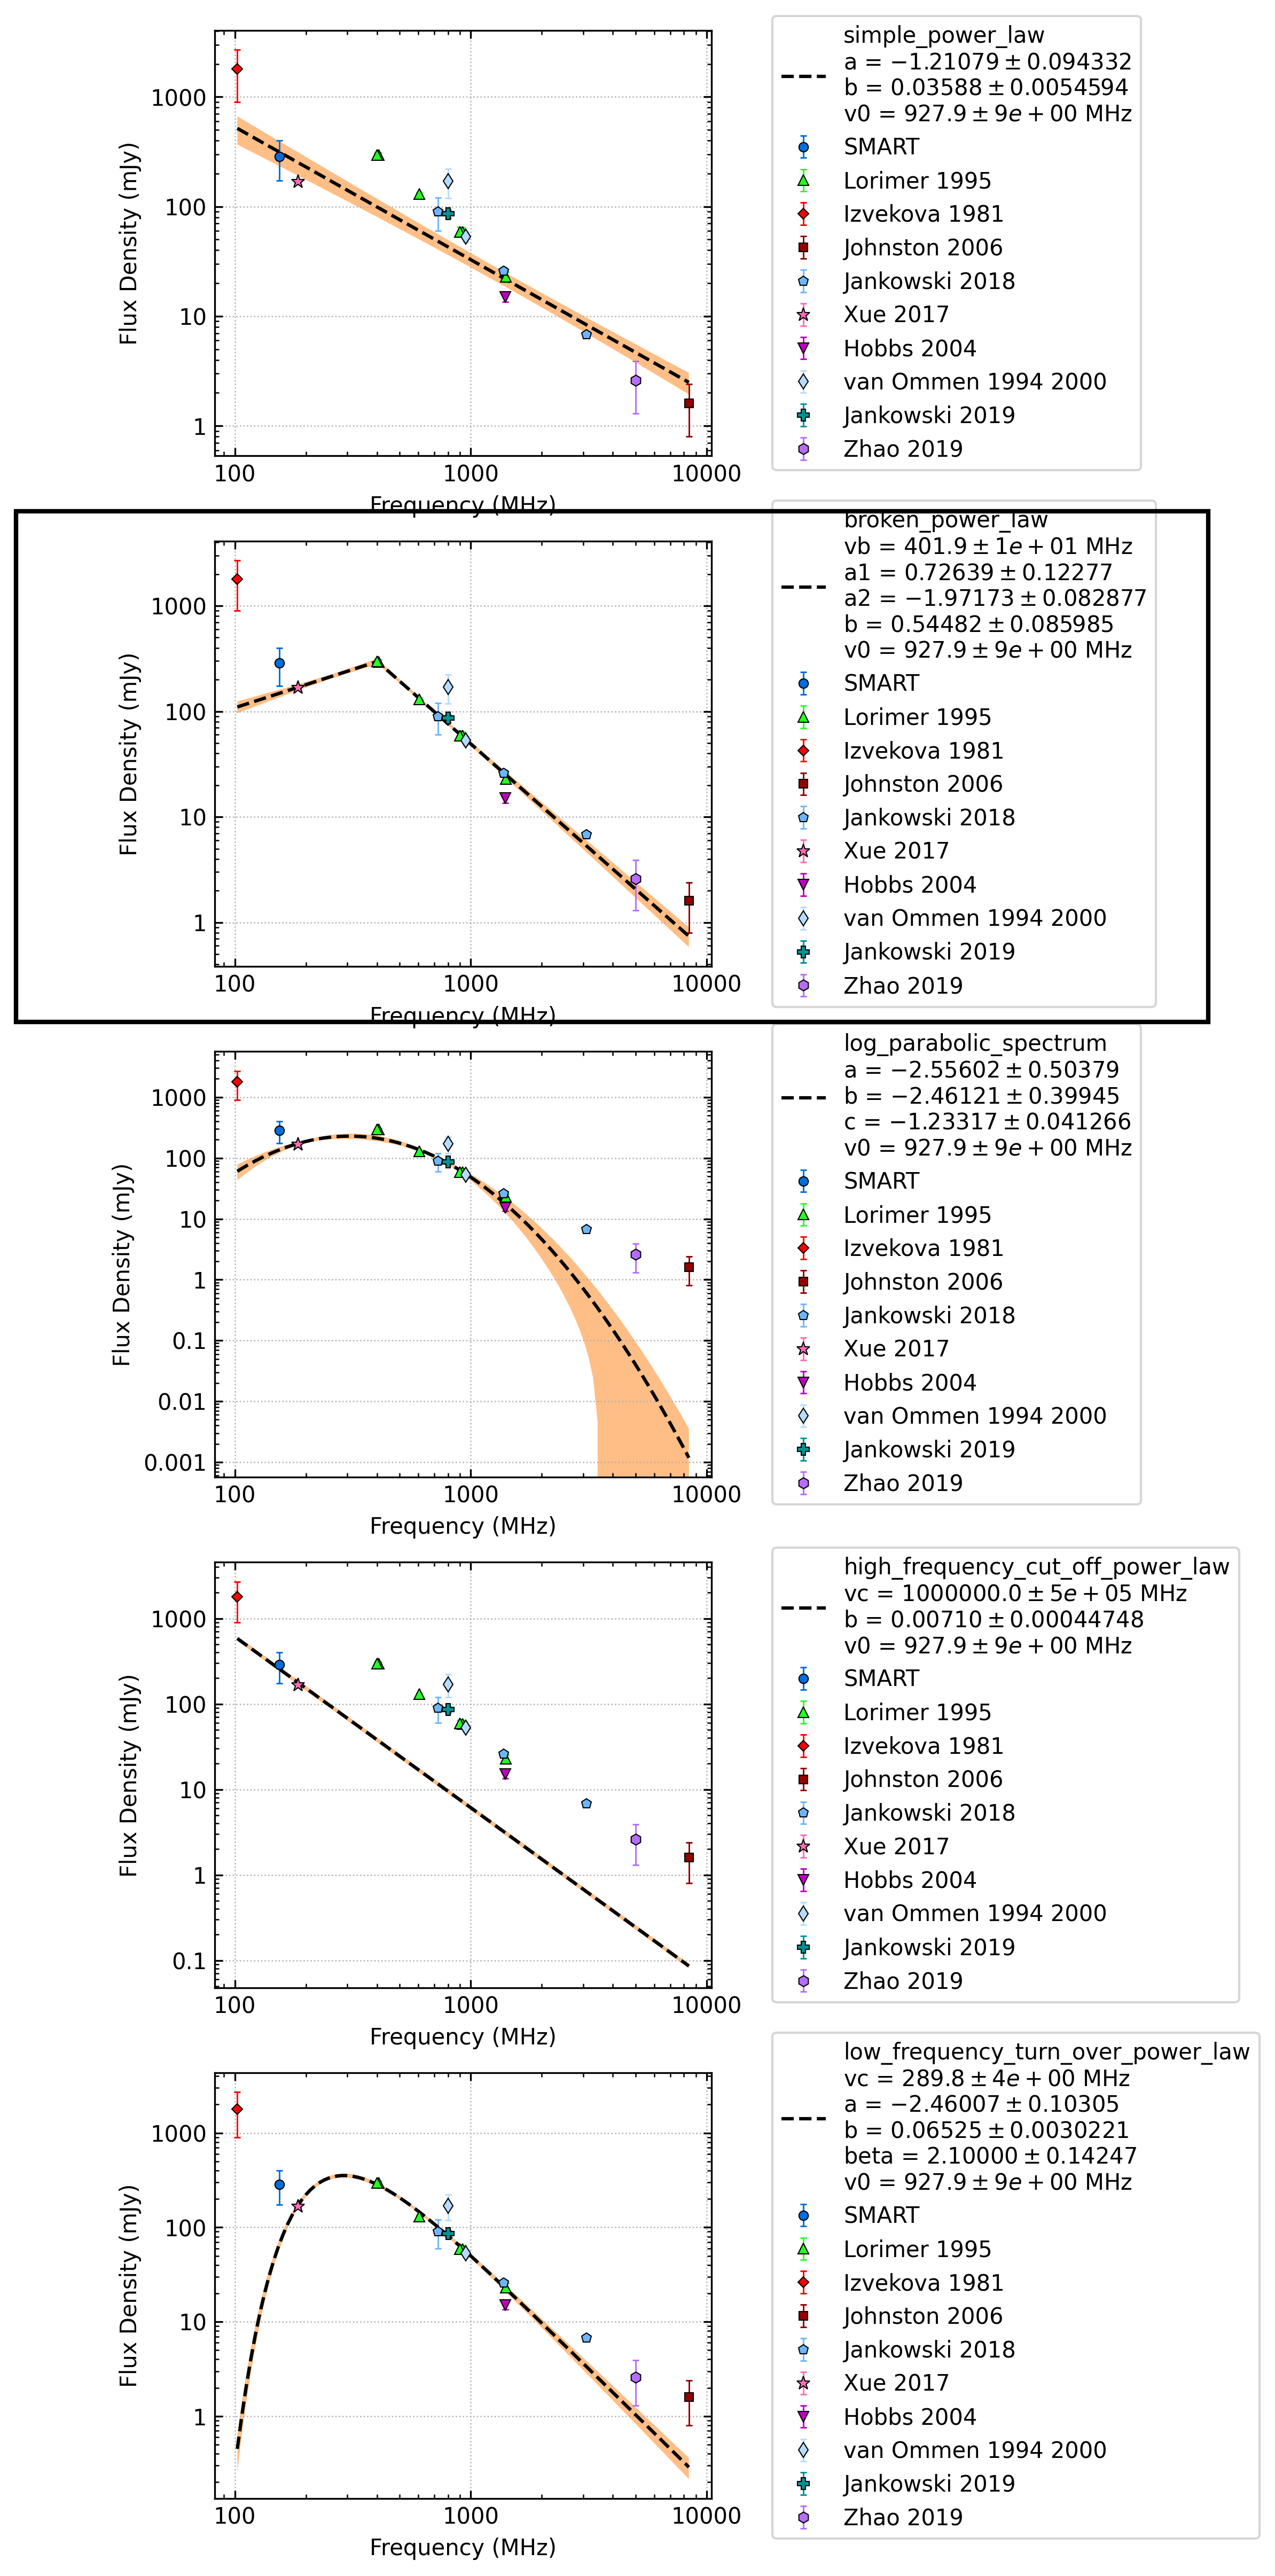 1000
100
10
1
Flux Density (mJy)
100 1000 10000
Frequency (MHz)
simple_power_law
a = −1.21079 ± 0.094332
b = 0.03588 ± 0.0054594
v0 = 927.9 ± 9e + 00 MHz
SMART
Lorimer 1995
Izvekova 1981
Johnston 2006
Jankowski 2018
Xue 2017
Hobbs 2004
van Ommen 1994 2000
Jankowski 2019
Zhao 2019
1000
100
10
1
Flux Density (mJy)
100 1000 10000
Frequency (MHz)
broken_power_law
vb = 401.9 ± 1e + 01 MHz
a1 = 0.72639 ± 0.12277
a2 = −1.97173 ± 0.082877
b = 0.54482 ± 0.085985
v0 = 927.9 ± 9e + 00 MHz
SMART
Lorimer 1995
Izvekova 1981
Johnston 2006
Jankowski 2018
Xue 2017
Hobbs 2004
van Ommen 1994 2000
Jankowski 2019
Zhao 2019
1000
100
10
1
0.1
0.01
0.001
Flux Density (mJy)
100 1000 10000
Frequency (MHz)
log_parabolic_spectrum
a = −2.55602 ± 0.50379
b = −2.46121 ± 0.39945
c = −1.23317 ± 0.041266
v0 = 927.9 ± 9e + 00 MHz
SMART
Lorimer 1995
Izvekova 1981
Johnston 2006
Jankowski 2018
Xue 2017
Hobbs 2004
van Ommen 1994 2000
Jankowski 2019
Zhao 2019
1000
100
10
1
0.1
Flux Density (mJy)
100 1000 10000
Frequency (MHz)
high_frequency_cut_off_power_law
vc = 1000000.0 ± 5e + 05 MHz
b = 0.00710 ± 0.00044748
v0 = 927.9 ± 9e + 00 MHz
SMART
Lorimer 1995
Izvekova 1981
Johnston 2006
Jankowski 2018
Xue 2017
Hobbs 2004
van Ommen 1994 2000
Jankowski 2019
Zhao 2019
1000
100
10
1
Flux Density (mJy)
100 1000 10000
Frequency (MHz)
low_frequency_turn_over_power_law
vc = 289.8 ± 4e + 00 MHz
a = −2.46007 ± 0.10305
b = 0.06525 ± 0.0030221
beta = 2.10000 ± 0.14247
v0 = 927.9 ± 9e + 00 MHz
SMART
Lorimer 1995
Izvekova 1981
Johnston 2006
Jankowski 2018
Xue 2017
Hobbs 2004
van Ommen 1994 2000
Jankowski 2019
Zhao 2019